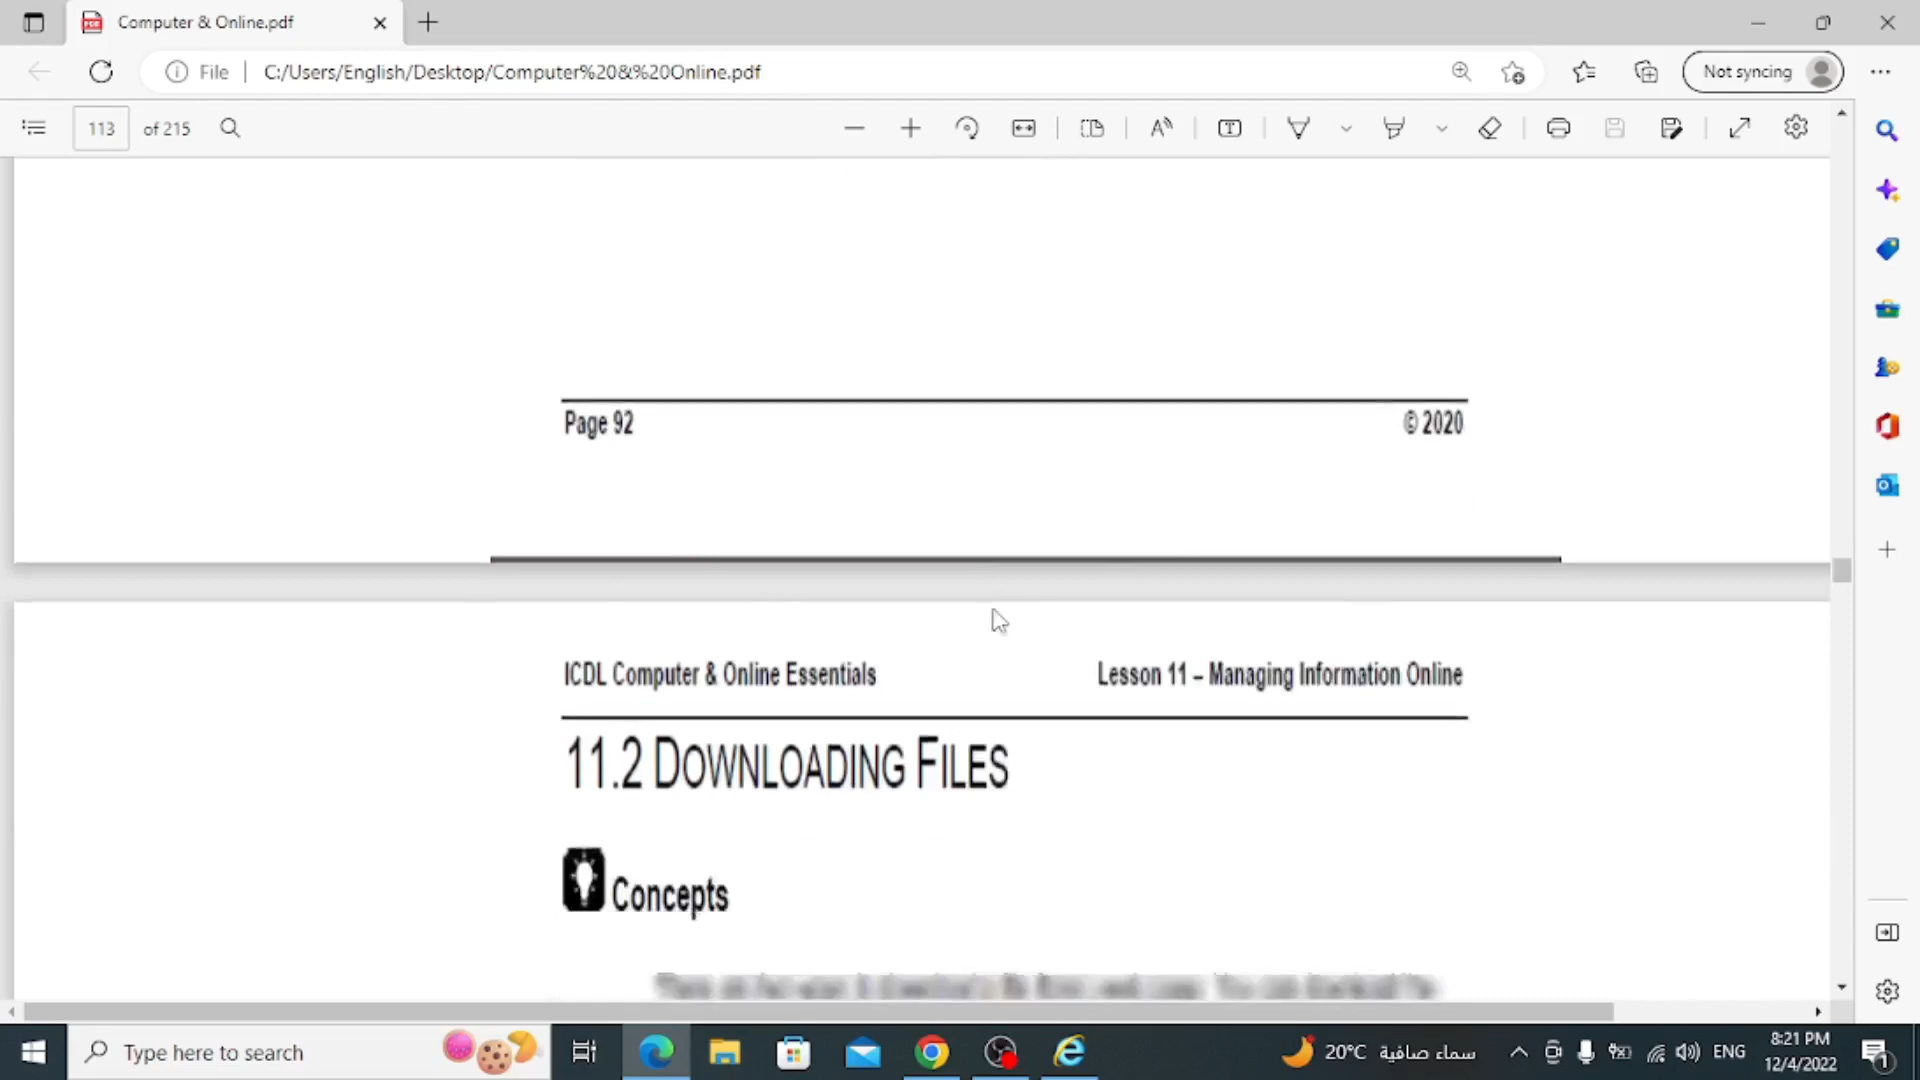 Computer & Online.pdf
File
C:/Users/English/Desktop/Computer%20&%20Online.pdf
Not syncing
113
of 215
Page 92
© 2020
ICDL Computer & Online Essentials
Lesson 11 – Managing Information Online
11.2 DOWNLOADING FILES
Concepts
Type here to search
20°C سماء صافية
ENG
8:21 PM
12/4/2022
1